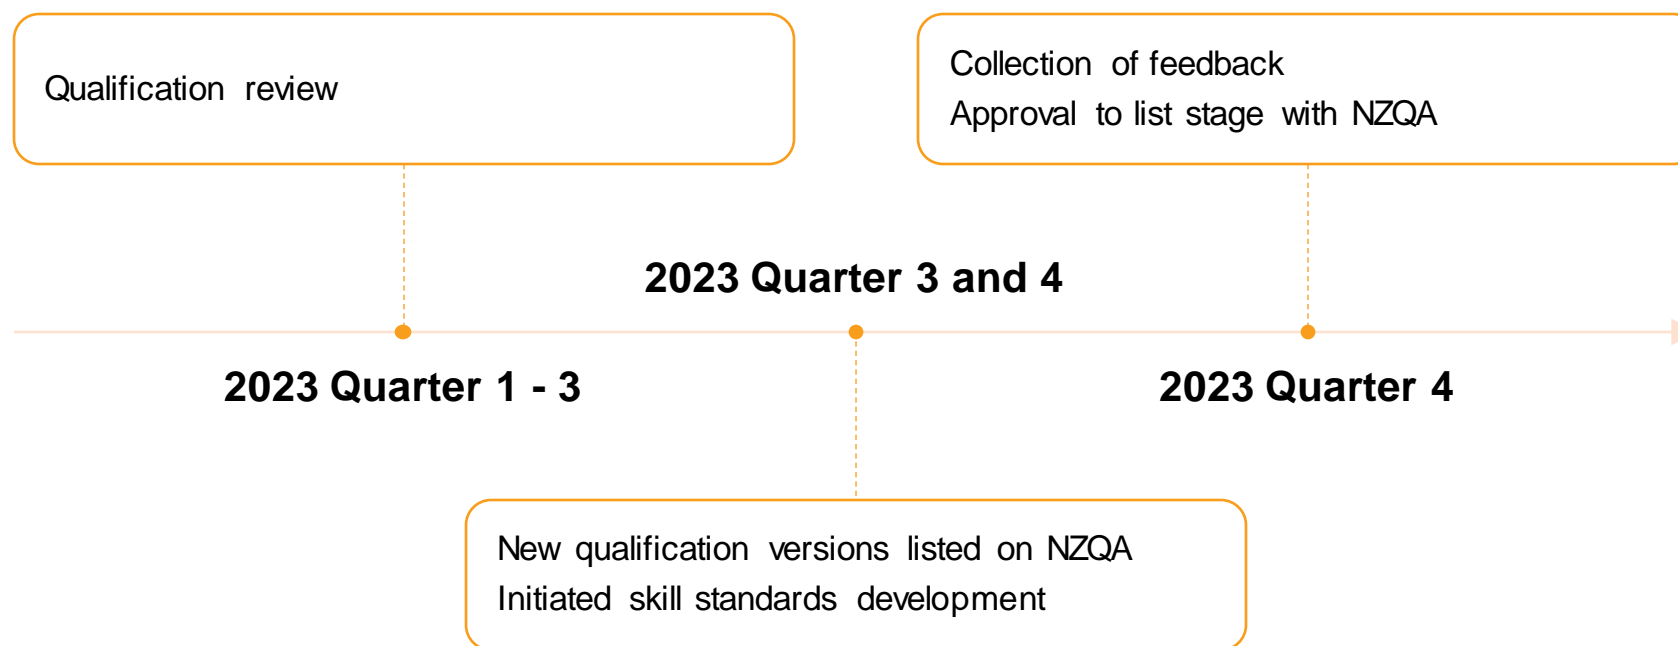 Qualification review
Collection of feedback
Approval to list stage with NZQA
2023 Quarter 3 and 4
2023 Quarter 1 - 3
2023 Quarter 4
New qualification versions listed on NZQA
Initiated skill standards development